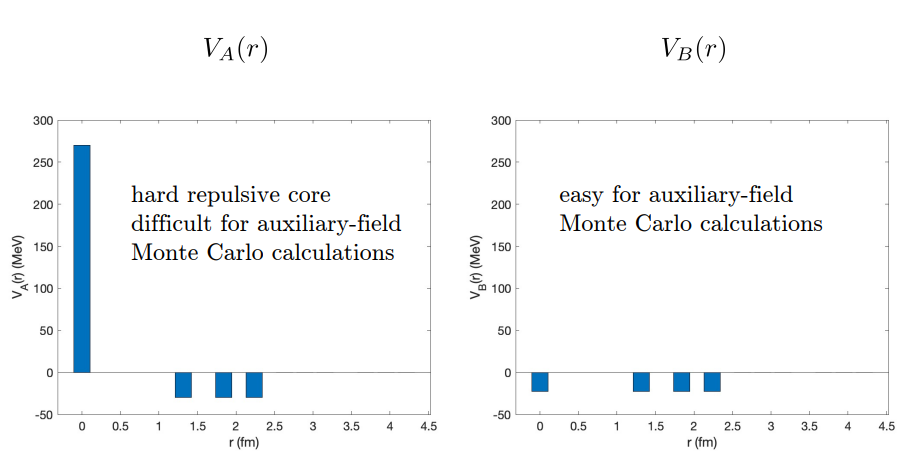 V_A(r)
V_B(r)
300
250
200
150
100
50
0
-50
V_A(r) (MeV)
hard repulsive core
difficult for auxiliary-field
Monte Carlo calculations
0 0.5 1 1.5 2 2.5 3 3.5 4 4.5
r (fm)
300
250
200
150
100
50
0
-50
V_B(r) (MeV)
easy for auxiliary-field
Monte Carlo calculations
0 0.5 1 1.5 2 2.5 3 3.5 4 4.5
r (fm)